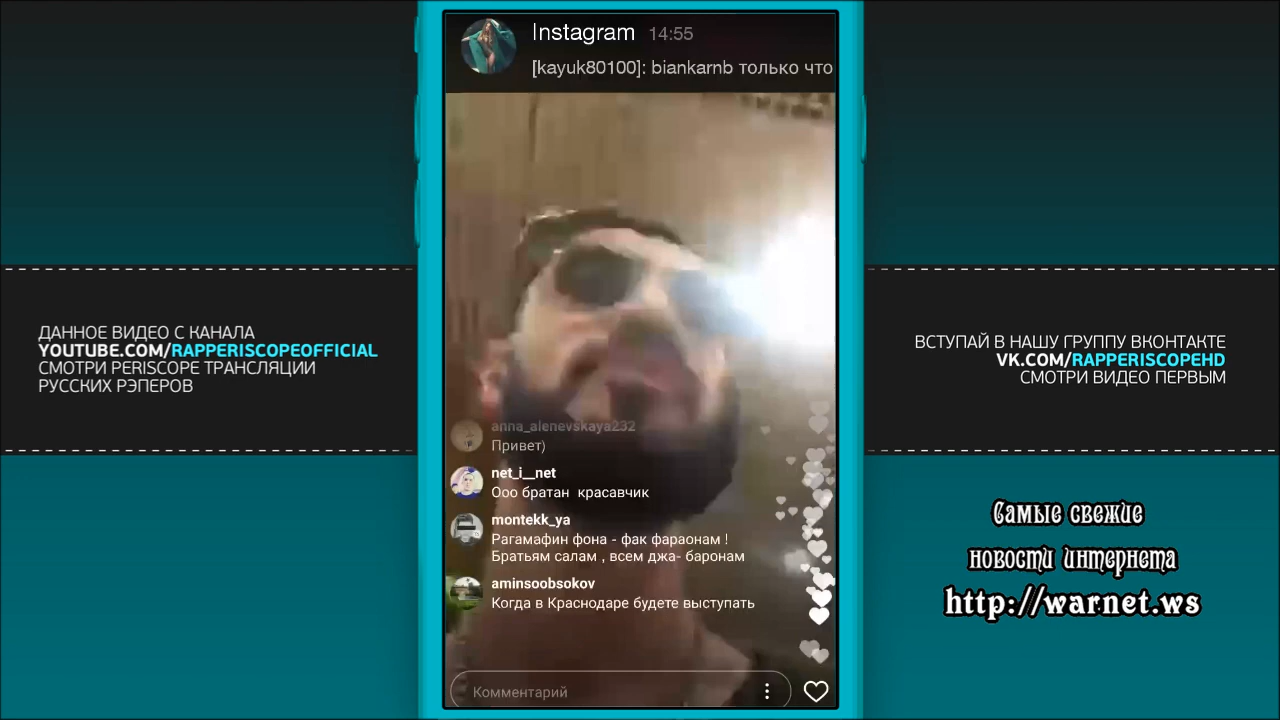 Instagram 14:55
[kayuk80100]: biankarnb только что
ДАННОЕ ВИДЕО С КАНАЛА
YOUTUBE.COM/RAPPERISCOPEOFFICIAL
СМОТРИ PERISCOPE ТРАНСЛЯЦИИ
РУССКИХ РЭПЕРОВ
ВСТУПАЙ В НАШУ ГРУППУ ВКОНТАКТЕ
VK.COM/RAPPERISCOPEHD
СМОТРИ ВИДЕО ПЕРВЫМ
anna_alenevskaya232
Привет)
net_i__net
Ооо братан красавчик
montekk_ya
Рагамафин фона - фак фараонам !
Братьям салам , всем джа- баронам
aminsoobsokov
Когда в Краснодаре будете выступать
Комментарий
Самые свежие
новости интернета
http://warnet.ws